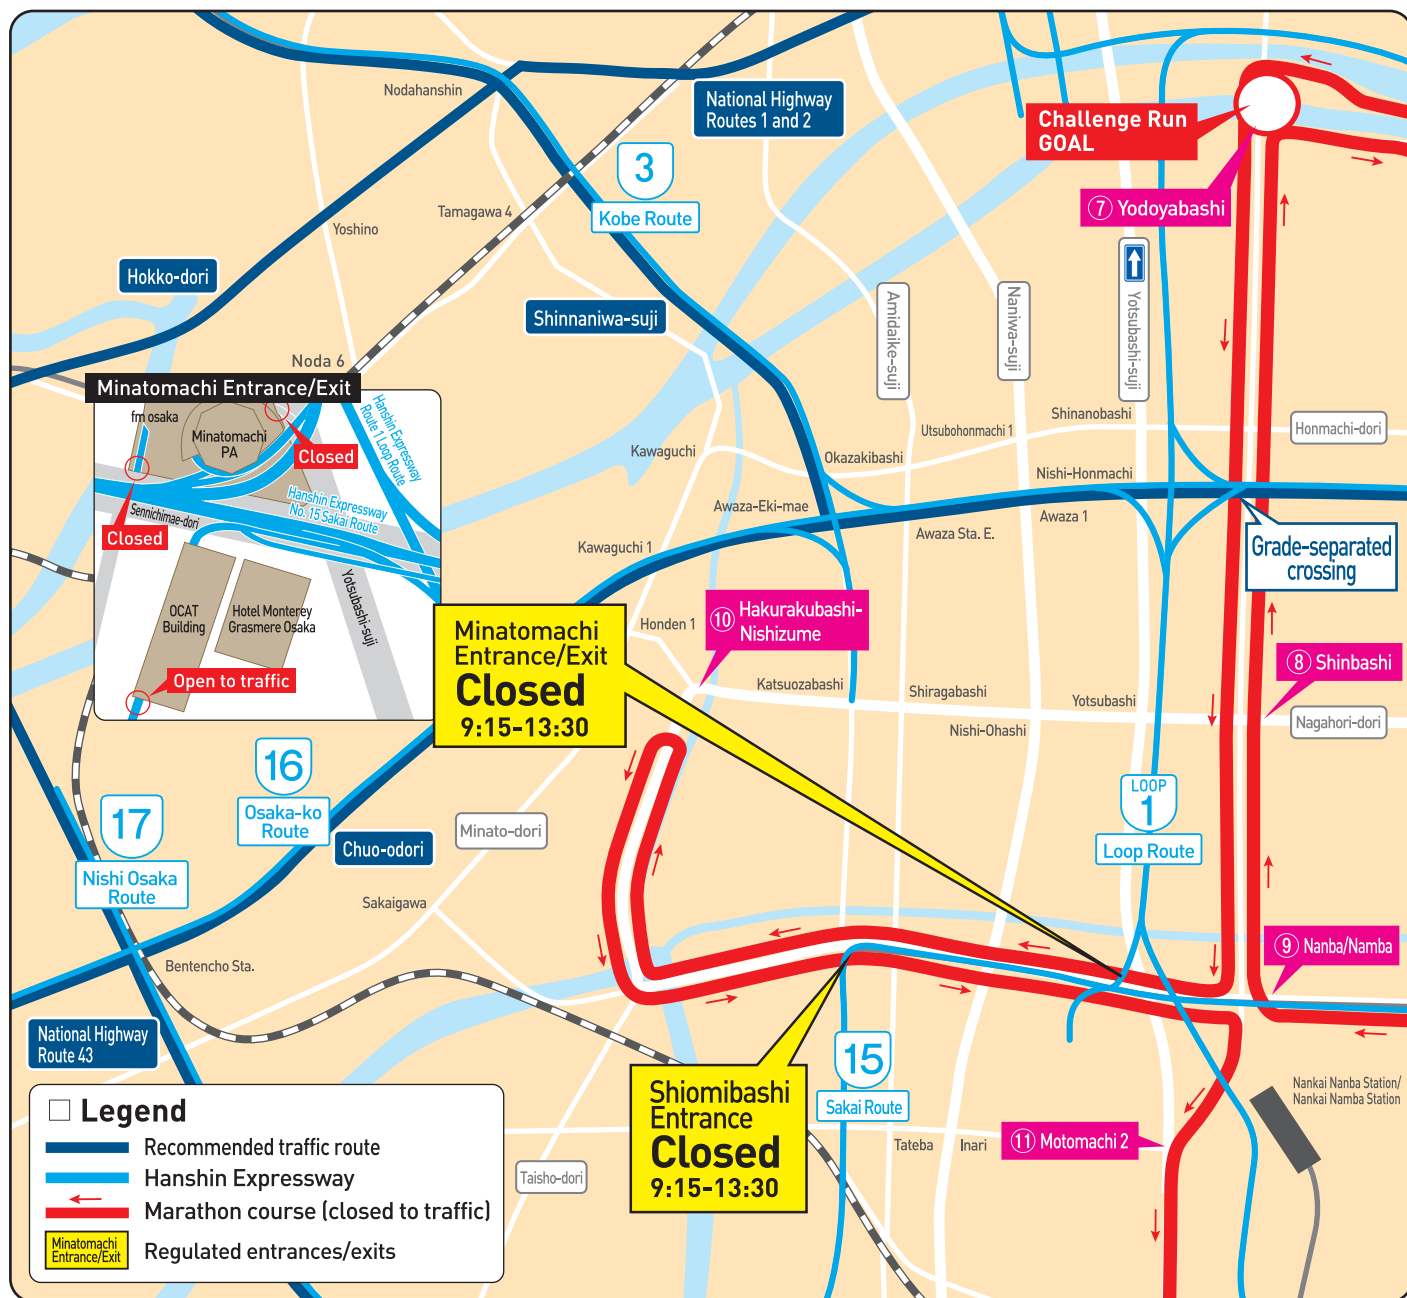 Nodahanshin
National Highway
Routes 1 and 2
Challenge Run
GOAL
3
Kobe Route
⑦ Yodoyabashi
Tamagawa 4
Yoshino
Hokko-dori
Shinnaniwa-suji
Amidaike-suji
Naniwa-suji
Yotsubashi-suji
Noda 6
Minatomachi Entrance/Exit
fm osaka
Minatomachi
PA
Closed
Hanshin Expressway
Route 1 Loop Route
Hanshin Expressway
No. 15 Sakai Route
Sennichimae-dori
Closed
Yotsubashi-suji
OCAT
Building
Hotel Monterey
Grasmere Osaka
Open to traffic
Shinanobashi
Utsubohonmachi 1
Honmachi-dori
Kawaguchi
Okazakibashi
Nishi-Honmachi
Awaza-Eki-mae
Awaza 1
Awaza Sta. E.
Kawaguchi 1
Grade-separated
crossing
Minatomachi
Entrance/Exit
Closed
9:15-13:30
Honden 1
⑩ Hakurakubashi-
Nishizume
Katsuozabashi
Shiragabashi
Yotsubashi
Nishi-Ohashi
⑧ Shinbashi
Nagahori-dori
16
Osaka-ko
Route
17
Nishi Osaka
Route
Chuo-odori
Minato-dori
LOOP
1
Loop Route
Sakaigawa
Bentencho Sta.
⑨ Nanba/Namba
National Highway
Route 43
Shiomibashi
Entrance
Closed
9:15-13:30
15
Sakai Route
Nankai Nanba Station/
Nankai Namba Station
Tateba
Inari
⑪ Motomachi 2
Taisho-dori
Legend
Recommended traffic route
Hanshin Expressway
Marathon course (closed to traffic)
Minatomachi
Entrance/Exit
Regulated entrances/exits